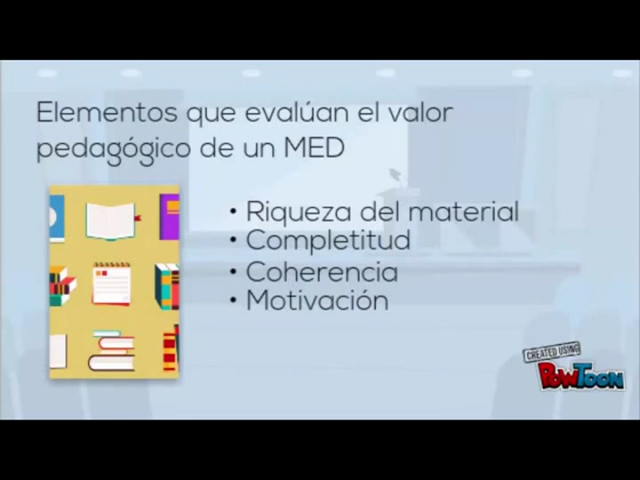 Elementos que evalúan el valor
pedagógico de un MED
• Riqueza del material
• Completitud
• Coherencia
• Motivación
CREATED USING
POWTOON